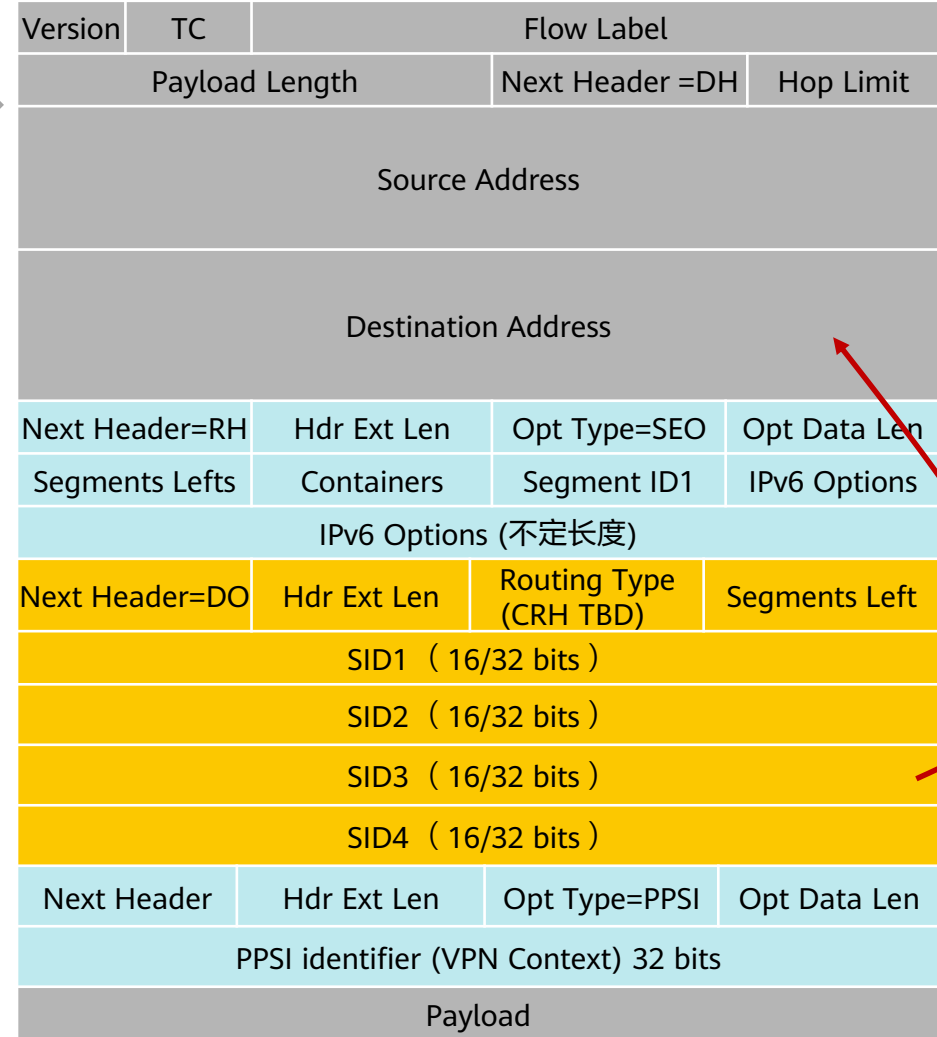 Version TC Flow Label
Payload Length Next Header =DH Hop Limit
Source Address
Destination Address
Next Header=RH Hdr Ext Len Opt Type=SEO Opt Data Len
Segments Lefts Containers Segment ID1 IPv6 Options
IPv6 Options (不定长度)
Next Header=DO Hdr Ext Len Routing Type (CRH TBD) Segments Left
SID1（16/32 bits）
SID2（16/32 bits）
SID3（16/32 bits）
SID4（16/32 bits）
Next Header Hdr Ext Len Opt Type=PPSI Opt Data Len
PPSI identifier (VPN Context) 32 bits
Payload